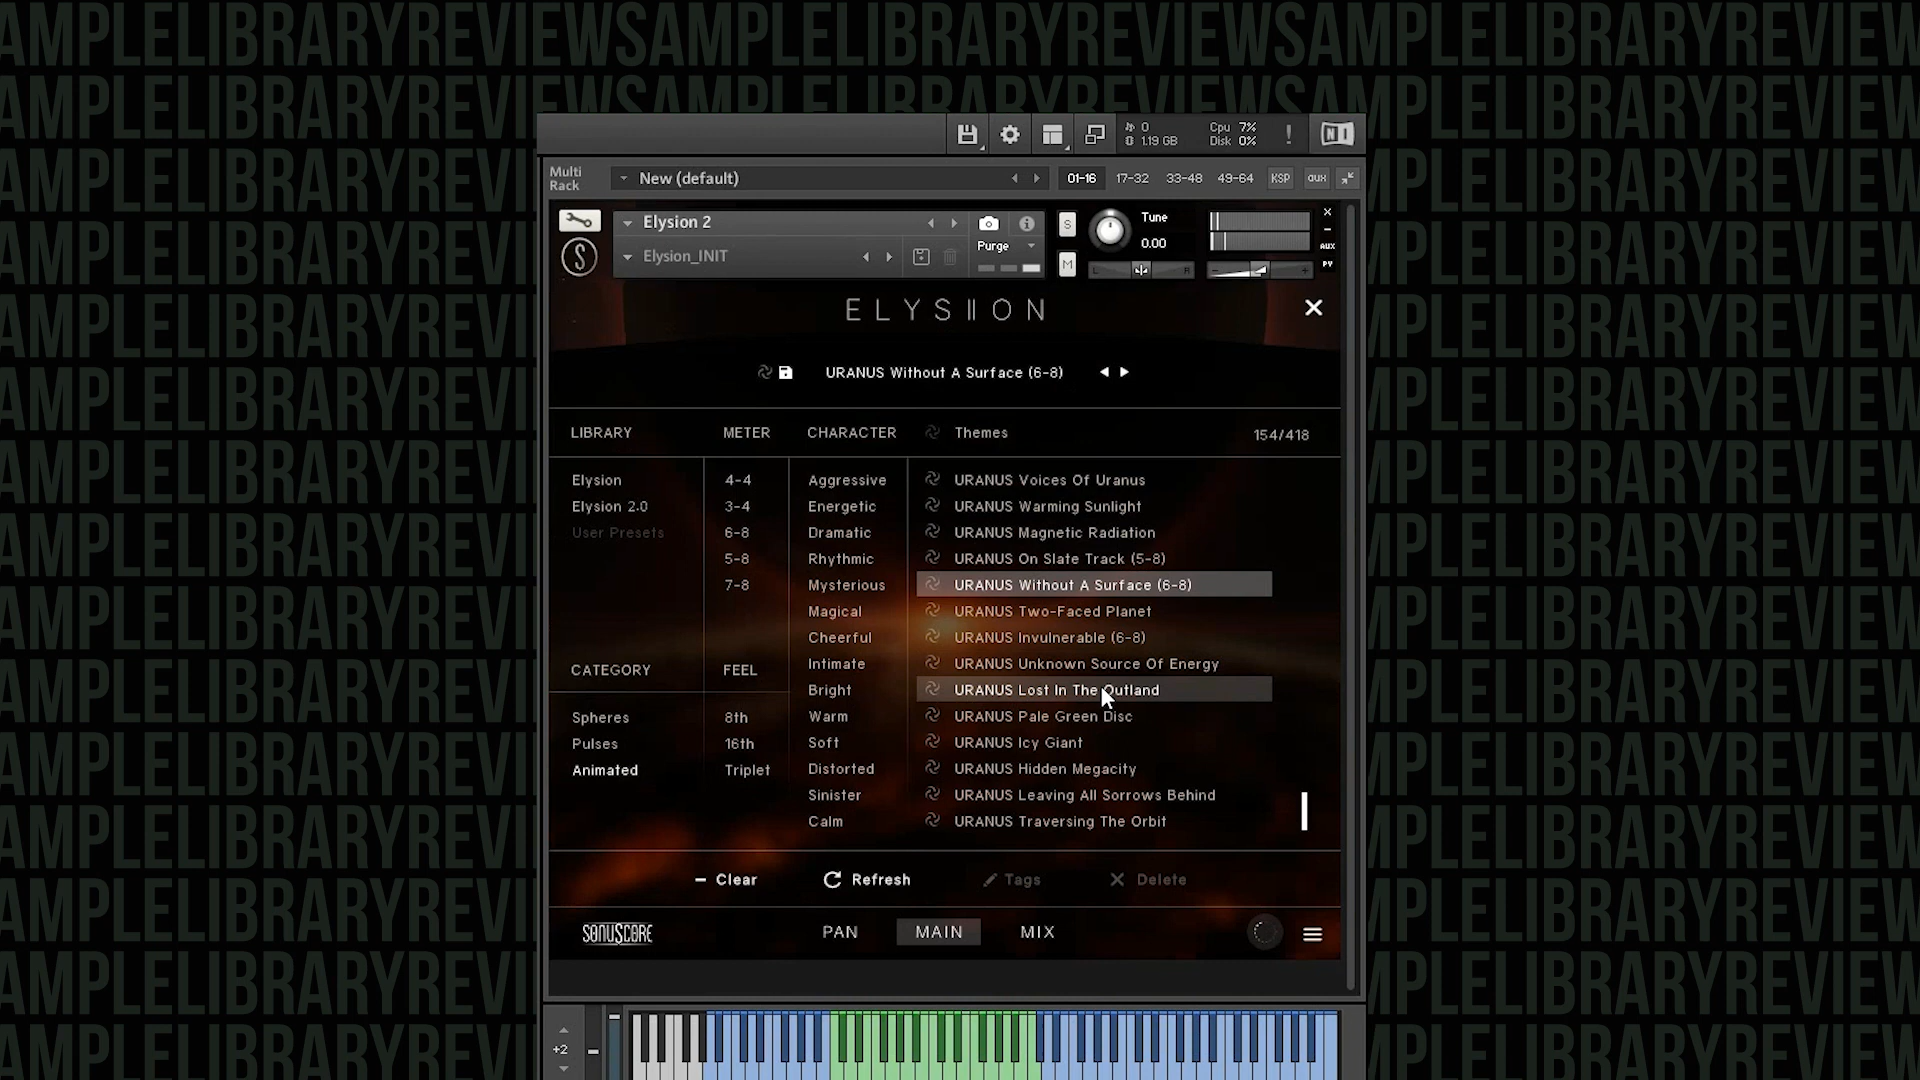 AMPLELIBRARYREVIEWSAMPLELIBRARYREVIEWSAMPLELIBRARYREVIEW
AMPLELIBRARYREVIEWSAMPLELIBRARYREVIEWSAMPLELIBRARYREVIEW
0
1.19 GB
Cpu 7%
Disk 0%
!
NI
Multi
Rack
New (default)
01-16 17-32 33-48 49-64 KSP aux
Elysion 2
Elysion_INIT
Purge
S
M
Tune
0.00
L R
- +
AUX
PV
ELYSIION
URANUS Without A Surface (6-8)
LIBRARY METER CHARACTER Themes 154/418
Elysion 4-4 Aggressive URANUS Voices Of Uranus
Elysion 2.0 3-4 Energetic URANUS Warming Sunlight
User Presets 6-8 Dramatic URANUS Magnetic Radiation
5-8 Rhythmic URANUS On Slate Track (5-8)
7-8 Mysterious URANUS Without A Surface (6-8)
Magical URANUS Two-Faced Planet
Cheerful URANUS Invulnerable (6-8)
CATEGORY FEEL Intimate URANUS Unknown Source Of Energy
Bright URANUS Lost In The Outland
Spheres 8th Warm URANUS Pale Green Disc
Pulses 16th Soft URANUS Icy Giant
Animated Triplet Distorted URANUS Hidden Megacity
Sinister URANUS Leaving All Sorrows Behind
Calm URANUS Traversing The Orbit
Clear Refresh Tags Delete
SONUSCORE PAN MAIN MIX
+2